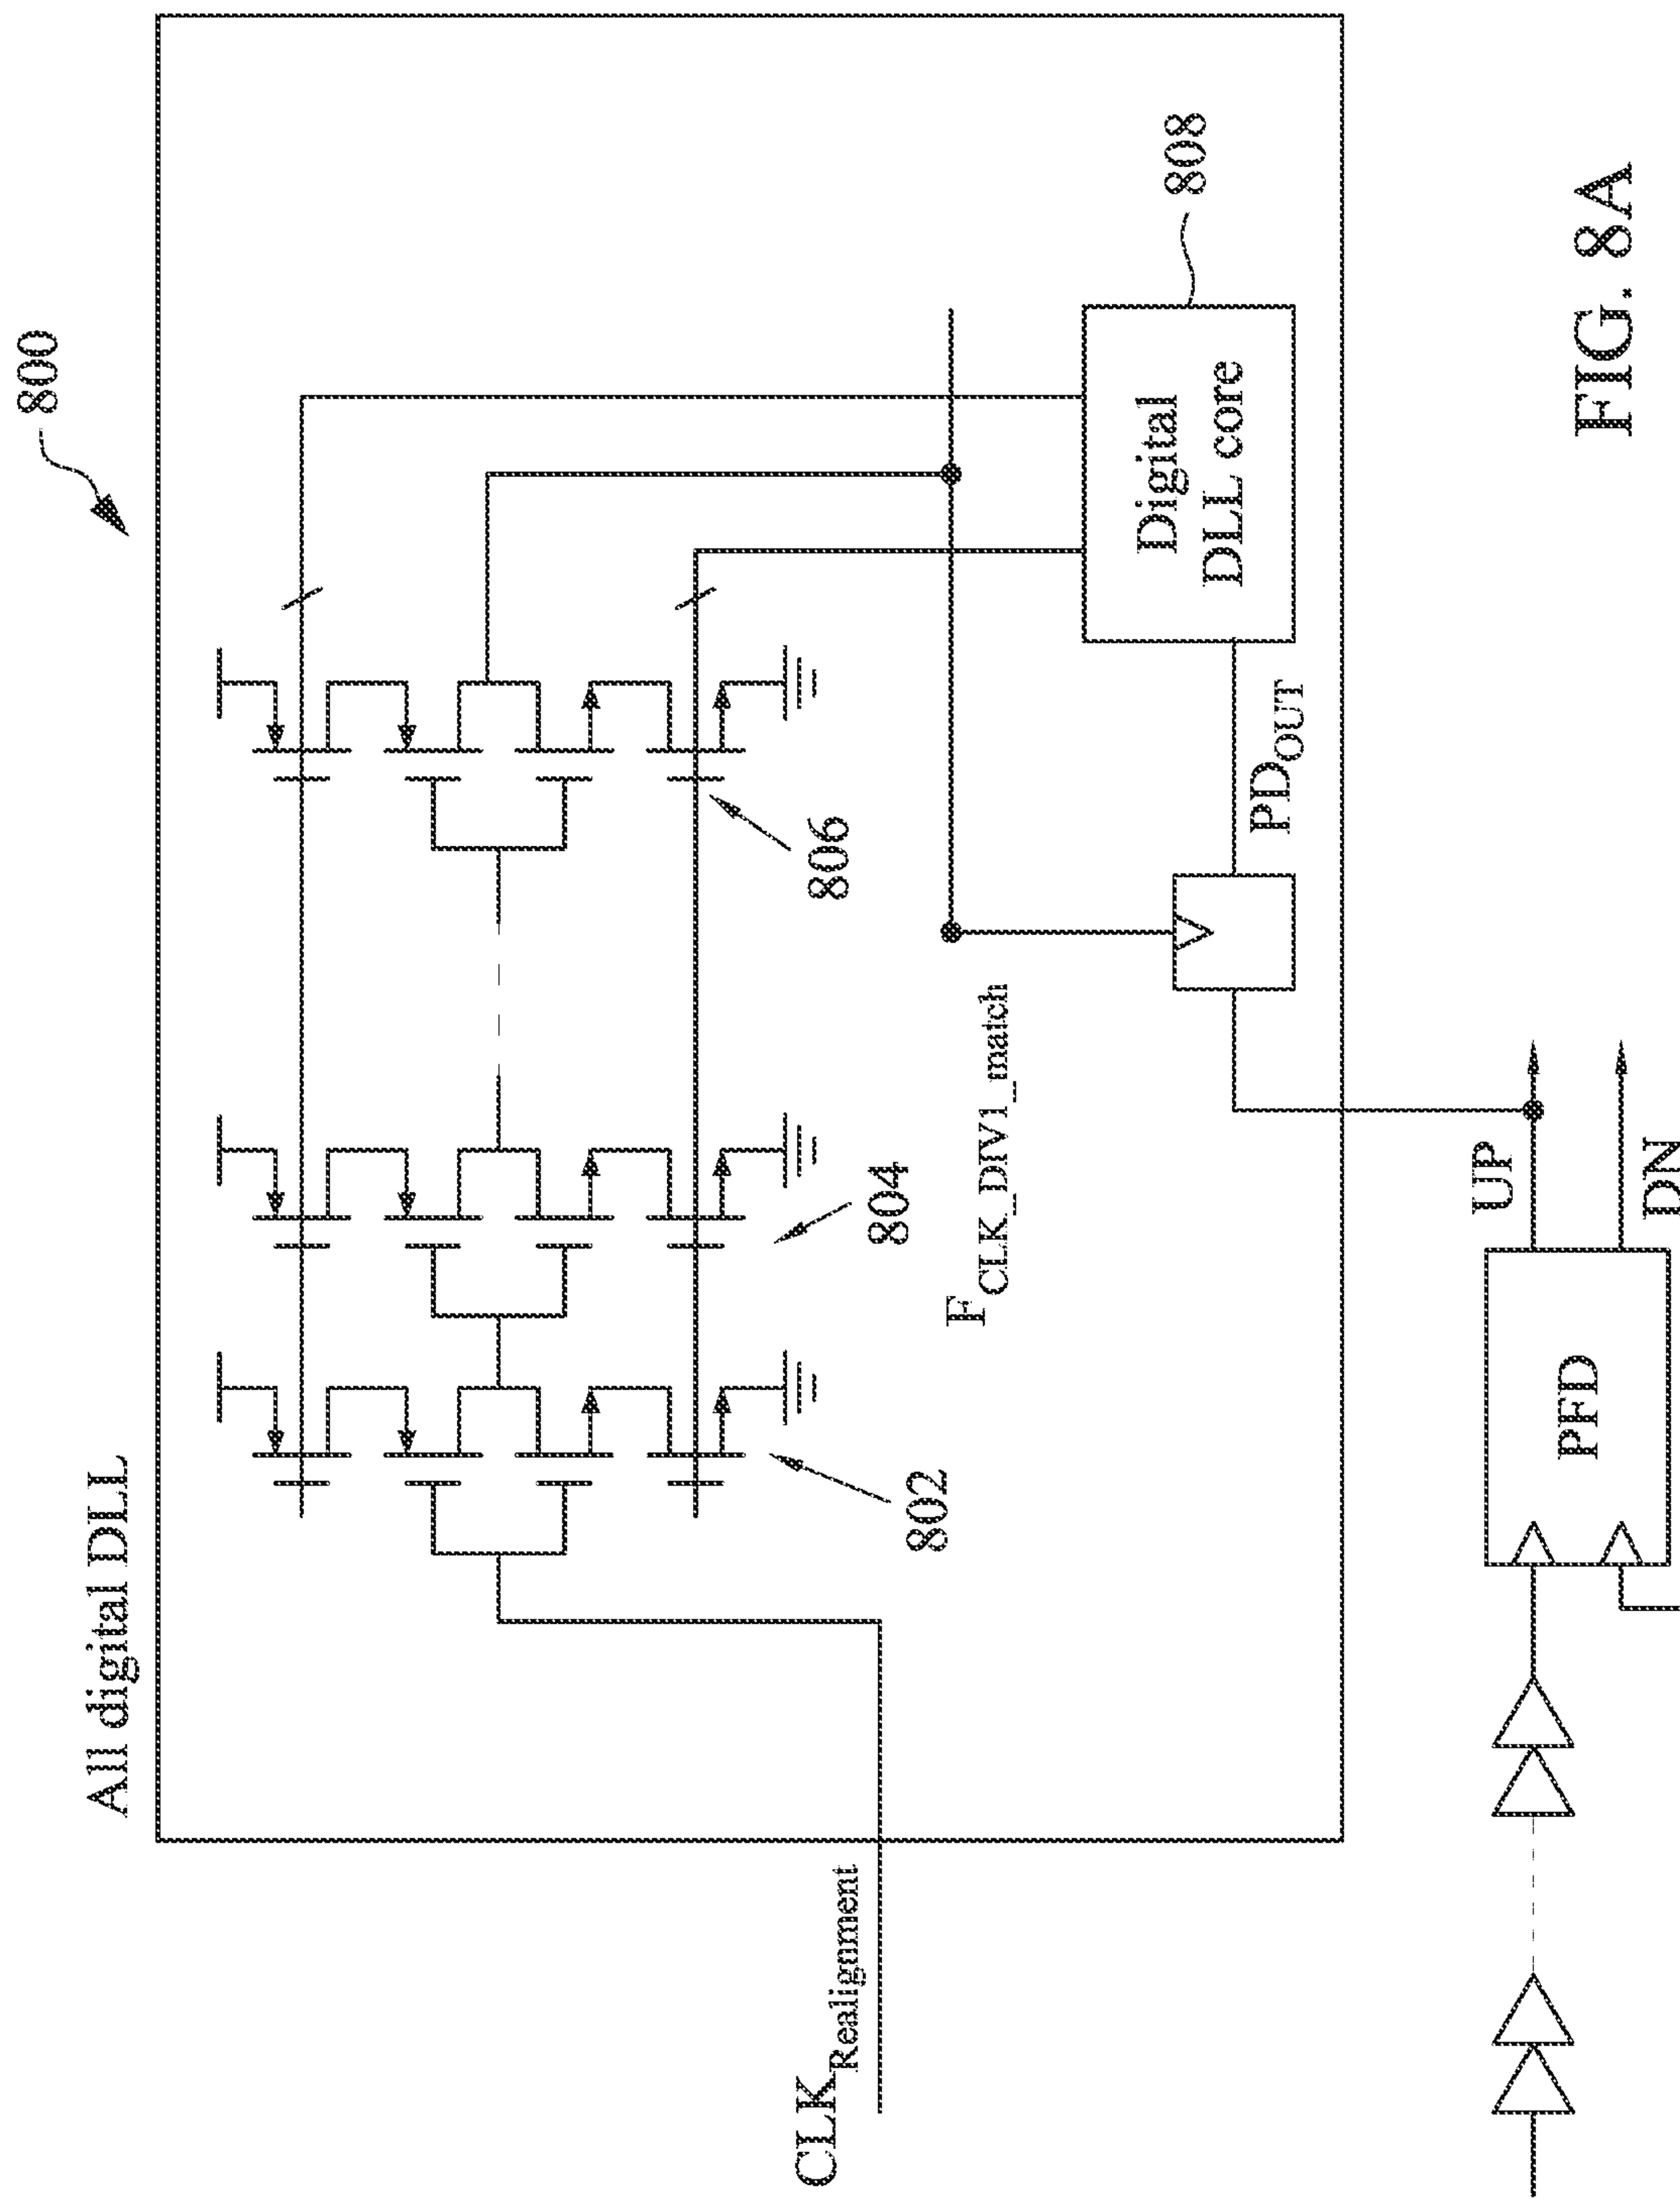 800
All digital DLL
802
804
806
CLK_Realignment
F_CLK_DIV1_match
Digital
DLL core
808
PD_OUT
UP
DN
PFD
FIG. 8A